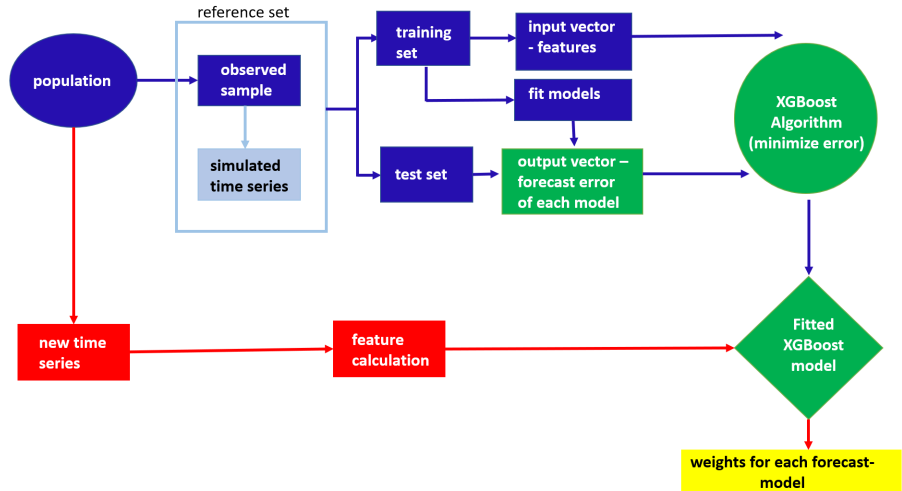 reference set
population
observed
sample
simulated
time series
training
set
input vector
- features
fit models
test set
output vector –
forecast error
of each model
XGBoost
Algorithm
(minimize error)
new time
series
feature
calculation
Fitted
XGBoost
model
weights for each forecast-
model